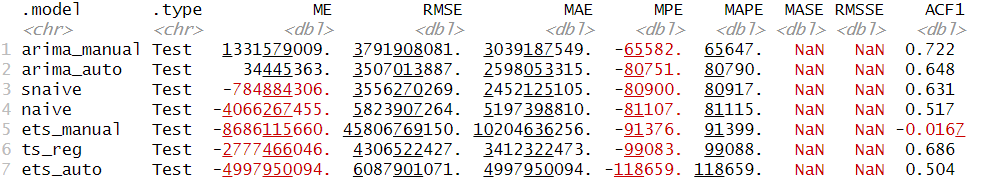 .model .type ME RMSE MAE MPE MAPE MASE RMSSE ACF1
<chr> <chr> <dbl> <dbl> <dbl> <dbl> <dbl> <dbl> <dbl> <dbl>
1 arima_manual Test 1331579009. 3791908081. 3039187549. -65582. 65647. NaN NaN 0.722
2 arima_auto Test 34445363. 3507013887. 2598053315. -80751. 80790. NaN NaN 0.648
3 snaive Test -784884306. 3556270269. 2452125105. -80900. 80917. NaN NaN 0.631
4 naive Test -4066267455. 5823907264. 5197398810. -81107. 81115. NaN NaN 0.517
5 ets_manual Test -8686115660. 45806769150. 10204636256. -91376. 91399. NaN NaN -0.0167
6 ts_reg Test -2777466046. 4306522427. 3412322473. -99083. 99088. NaN NaN 0.686
7 ets_auto Test -4997950094. 6087901071. 4997950094. -118659. 118659. NaN NaN 0.504